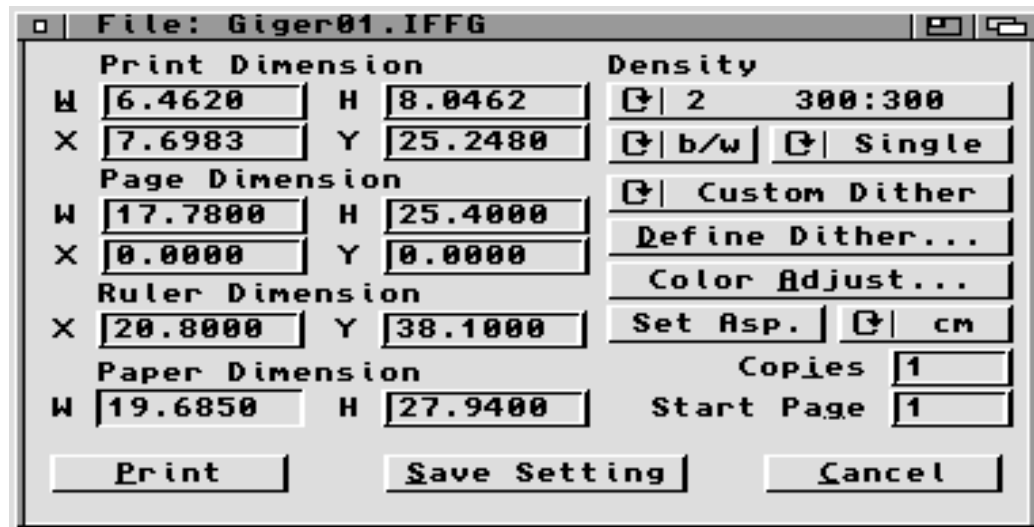 File: Giger01.IFFG
Print Dimension Density
W 6.4620 H 8.0462 2 300:300
X 7.6983 Y 25.2480 b/w Single
Page Dimension Custom Dither
W 17.7800 H 25.4000 Define Dither...
X 0.0000 Y 0.0000 Color Adjust...
Ruler Dimension
X 20.8000 Y 38.1000 Set Asp. cm
Paper Dimension Copies 1
W 19.6850 H 27.9400 Start Page 1
Print Save Setting Cancel